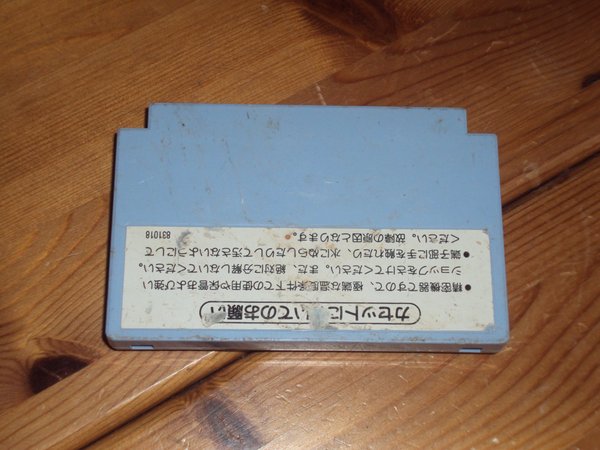 カセットについてのお願い
●精密機器ですので、極端な温度条件下での使用や保管および強い
ショックをさけてください。また、絶対に分解しないでください。
●端子部に手を触れたり、水にぬらしたりして汚さないようにして
ください。故障の原因となります。
831018